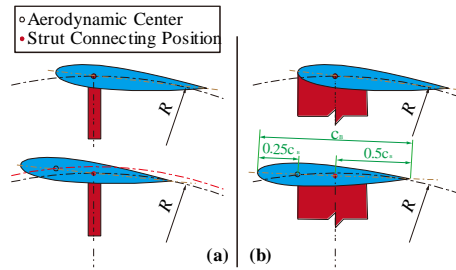 Aerodynamic Center
Strut Connecting Position
R
R
c
0.25c
0.5c
R
R
(a)
(b)